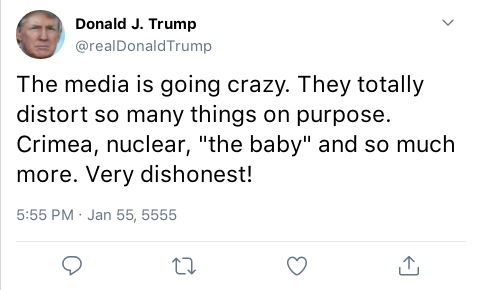 Donald J. Trump
@realDonaldTrump
The media is going crazy. They totally
distort so many things on purpose.
Crimea, nuclear, "the baby" and so much
more. Very dishonest!
5:55 PM · Jan 55, 5555